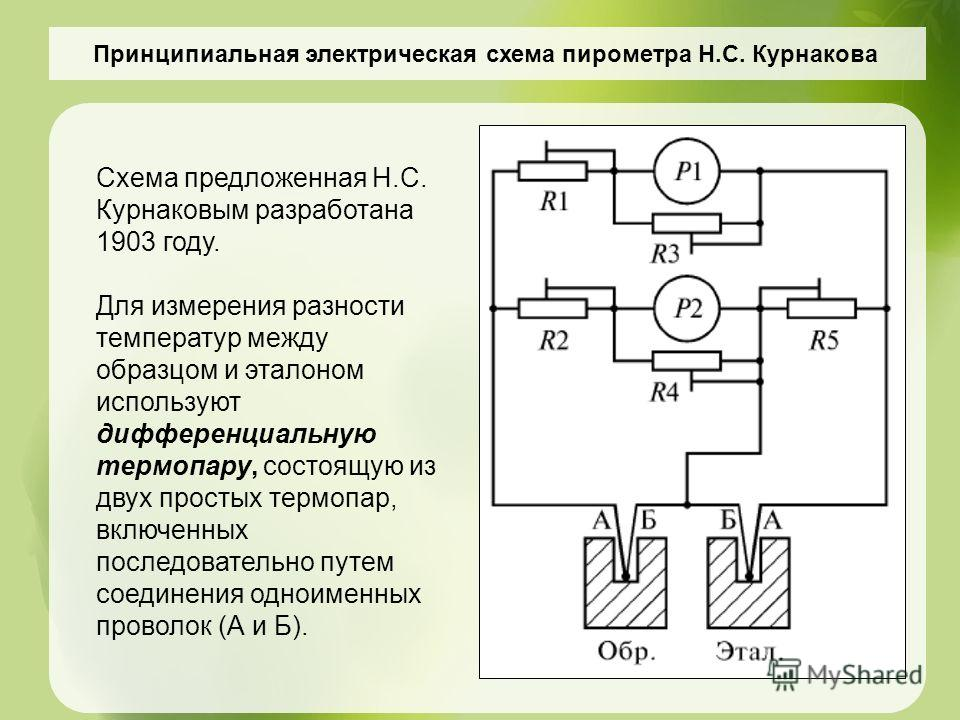 Принципиальная электрическая схема пирометра Н.С. Курнакова
Схема предложенная Н.С.
Курнаковым разработана
1903 году.
Для измерения разности
температур между
образцом и эталоном
используют
дифференциальную
термопару, состоящую из
двух простых термопар,
включенных
последовательно путем
соединения одноименных
проволок (А и Б).
P1
R1
R3
P2
R2
R5
R4
А Б Б А
Обр. Этал.
MyShared